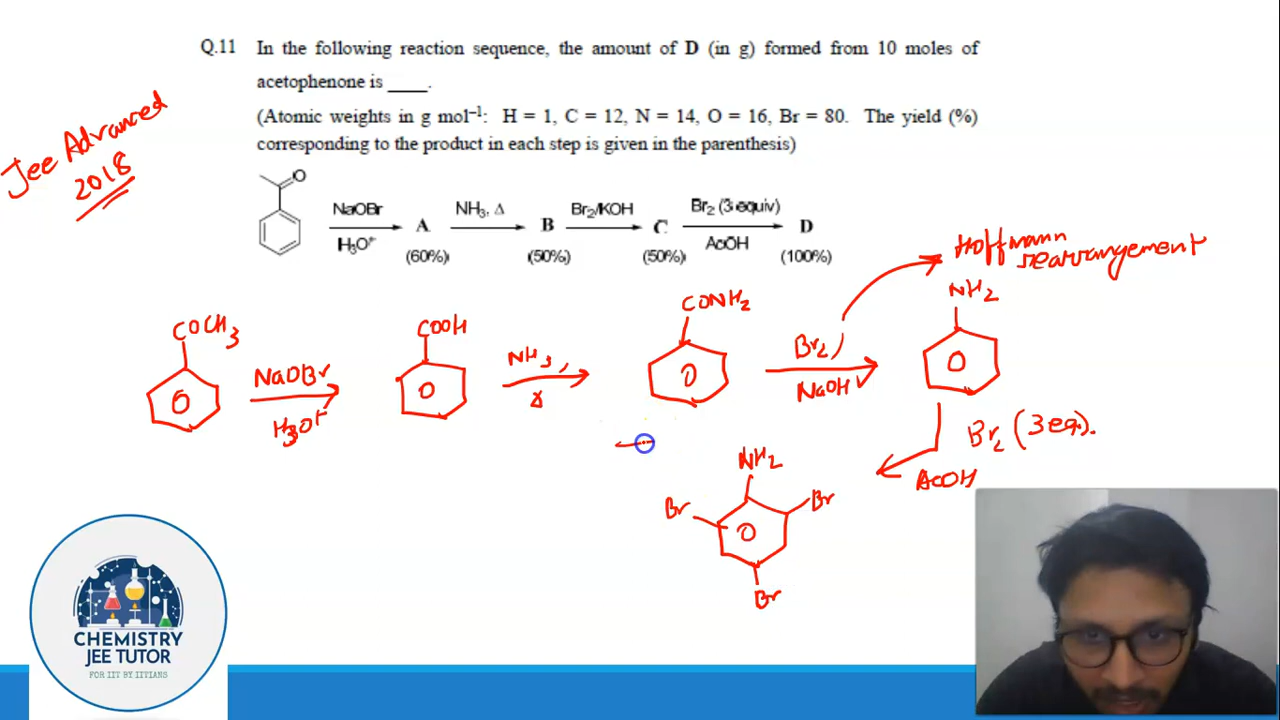 Q.11 In the following reaction sequence, the amount of D (in g) formed from 10 moles of
acetophenone is ____.
(Atomic weights in g mol⁻¹: H = 1, C = 12, N = 14, O = 16, Br = 80. The yield (%)
corresponding to the product in each step is given in the parenthesis)
Jee Advanced
2018
O
NaOBr
H₃O⁺
A
(60%)
NH₃, Δ
B
(50%)
Br₂/KOH
C
(50%)
Br₂ (3 equiv)
AcOH
D
(100%)
Hoffmann
rearrangement
COCH₃
NaOBr
H₃O⁺
COOH
NH₃,
Δ
CONH₂
Br₂,
NaOH
NH₂
Br₂ (3 eq.).
AcOH
NH₂
Br
Br
Br
CHEMISTRY
JEE TUTOR
FOR IIT BY IITIANS